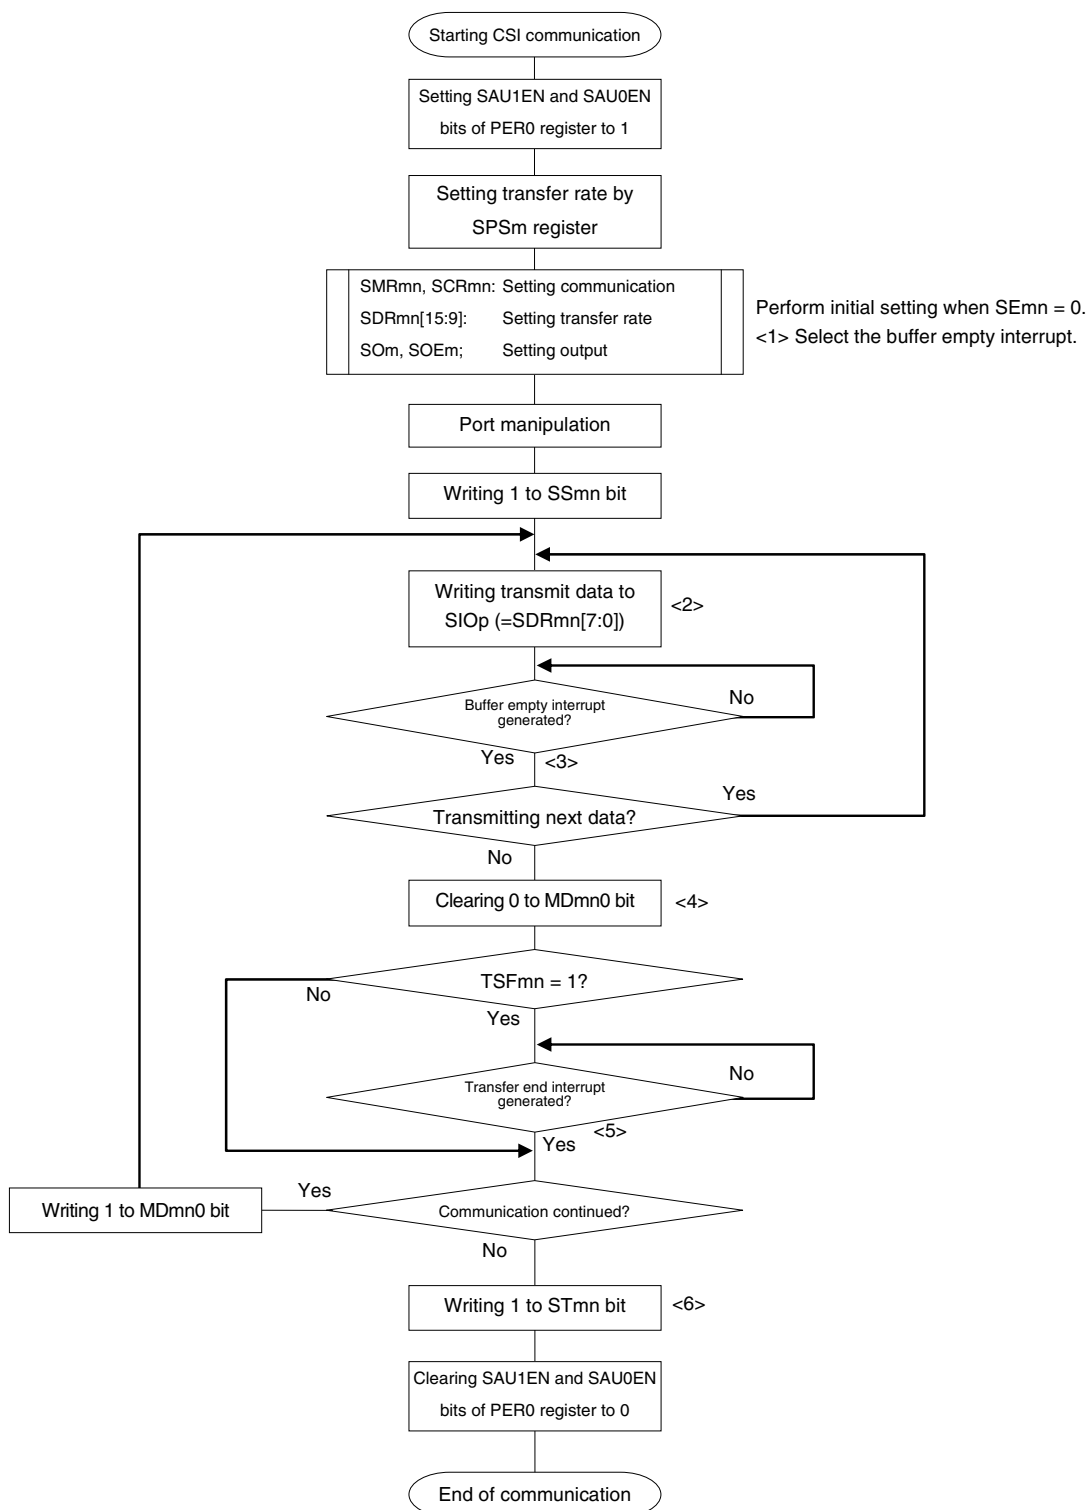 Starting CSI communication
Setting SAU1EN and SAU0EN
bits of PER0 register to 1
Setting transfer rate by
SPSm register
SMRmn, SCRmn: Setting communication
SDRmn[15:9]: Setting transfer rate
SOm, SOEm; Setting output
Perform initial setting when SEmn = 0.
<1> Select the buffer empty interrupt.
Port manipulation
Writing 1 to SSmn bit
Writing transmit data to
SIOp (=SDRmn[7:0])
<2>
Buffer empty interrupt
generated?
No
Yes
<3>
Transmitting next data?
Yes
No
Clearing 0 to MDmn0 bit
<4>
TSFmn = 1?
No
Yes
Transfer end interrupt
generated?
No
<5>
Yes
Communication continued?
Yes
Writing 1 to MDmn0 bit
No
Writing 1 to STmn bit
<6>
Clearing SAU1EN and SAU0EN
bits of PER0 register to 0
End of communication